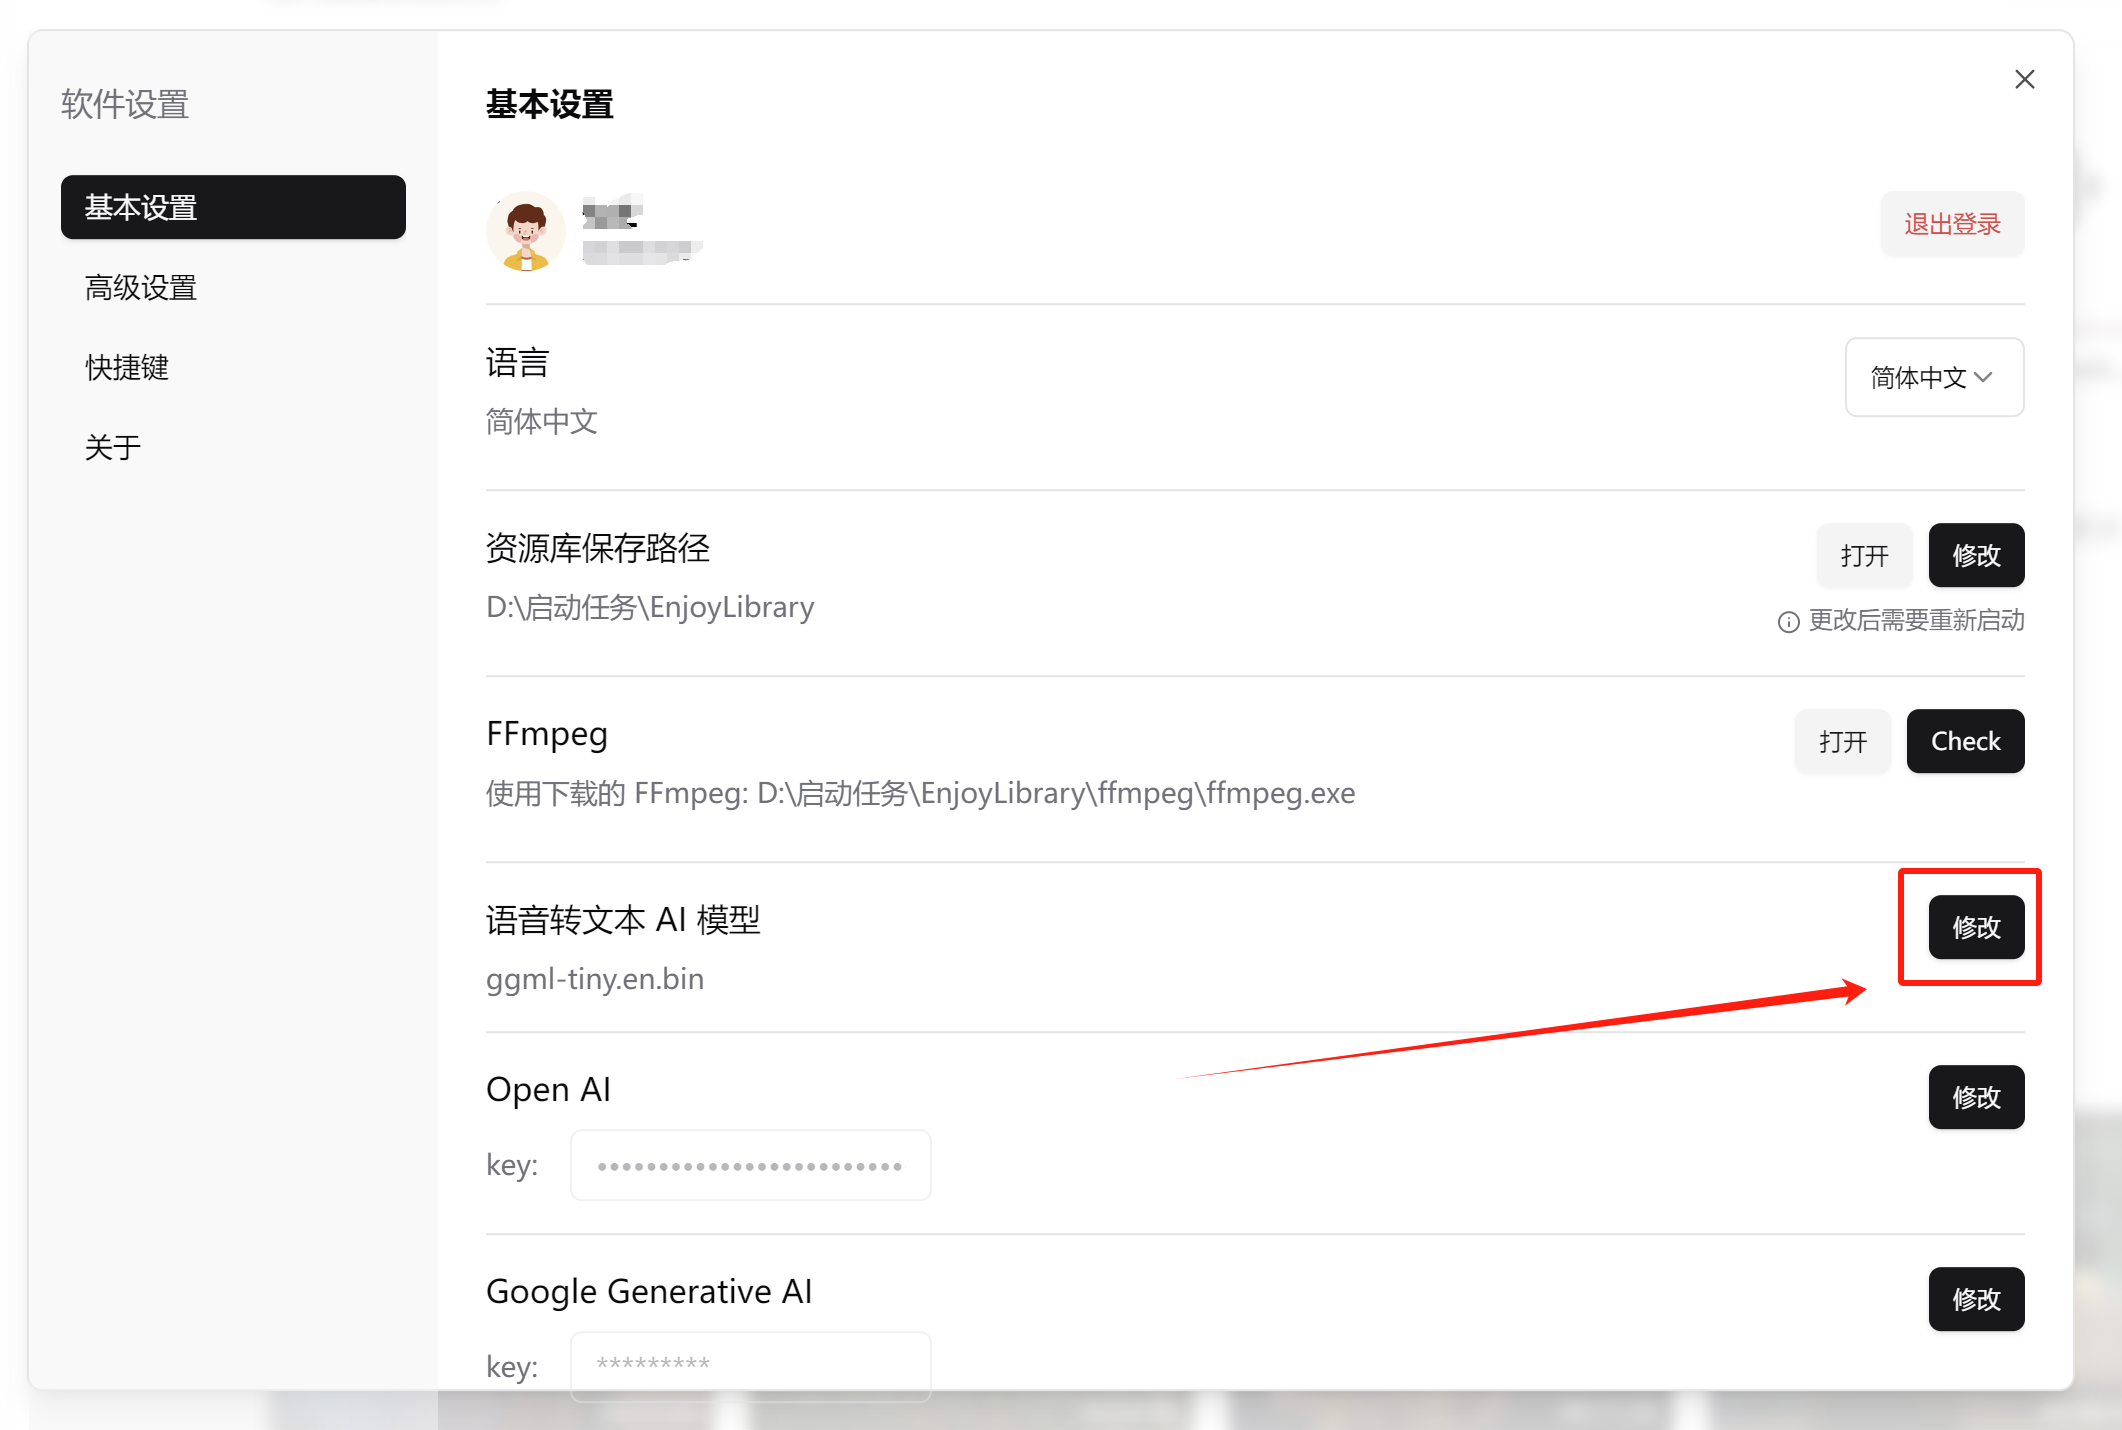 软件设置
基本设置
高级设置
快捷键
关于
基本设置
退出登录
语言
简体中文
简体中文
资源库保存路径
D:\启动任务\EnjoyLibrary
打开
修改
更改后需要重新启动
FFmpeg
使用下载的 FFmpeg: D:\启动任务\EnjoyLibrary\ffmpeg\ffmpeg.exe
打开
Check
语音转文本 AI 模型
ggml-tiny.en.bin
修改
Open AI
key:
•••••••••••••••••••••••••
修改
Google Generative AI
key:
*********
修改